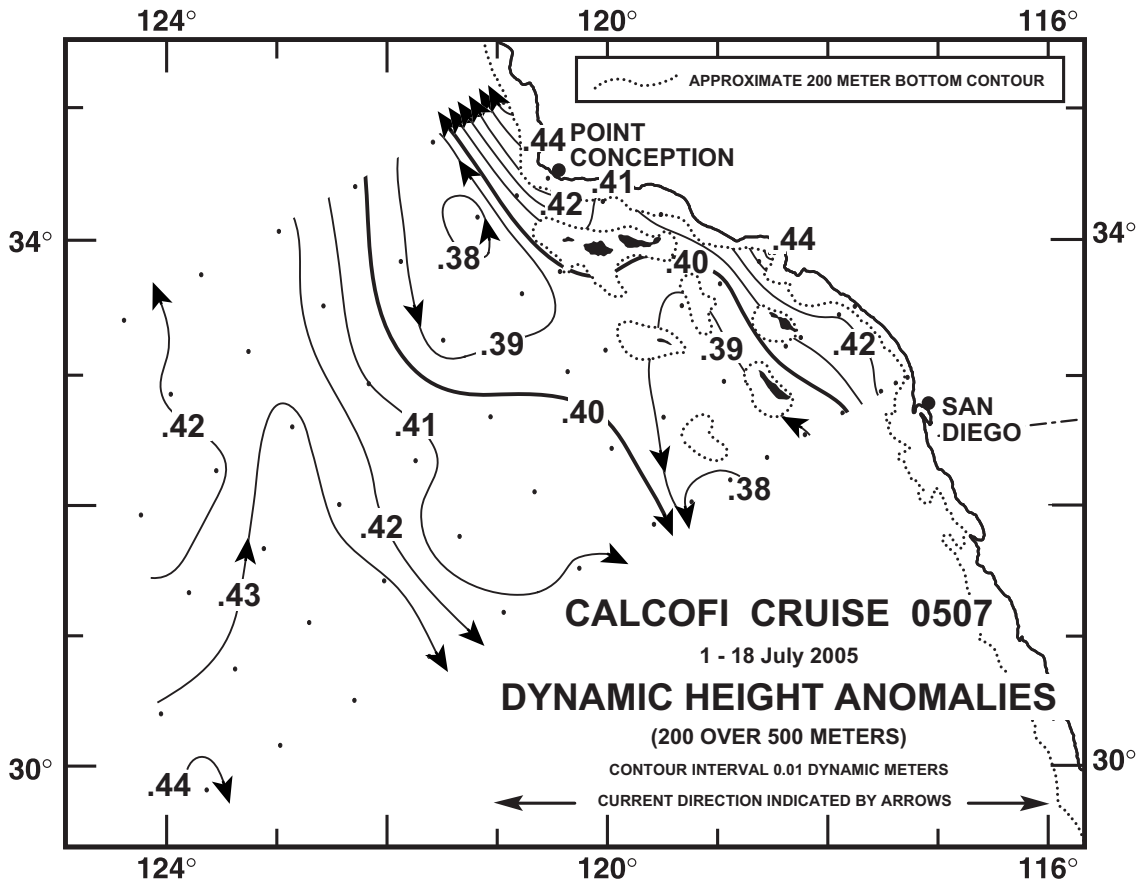 124° 120° 116°
APPROXIMATE 200 METER BOTTOM CONTOUR
.44 POINT
CONCEPTION
.41
.42
34° .38 .40 .44 34°
.39 .39 .42
.42 .41 .40 SAN
DIEGO
.38
.42
.43
CALCOFI CRUISE 0507
1 - 18 July 2005
DYNAMIC HEIGHT ANOMALIES
(200 OVER 500 METERS)
30° CONTOUR INTERVAL 0.01 DYNAMIC METERS 30°
.44 CURRENT DIRECTION INDICATED BY ARROWS
124° 120° 116°